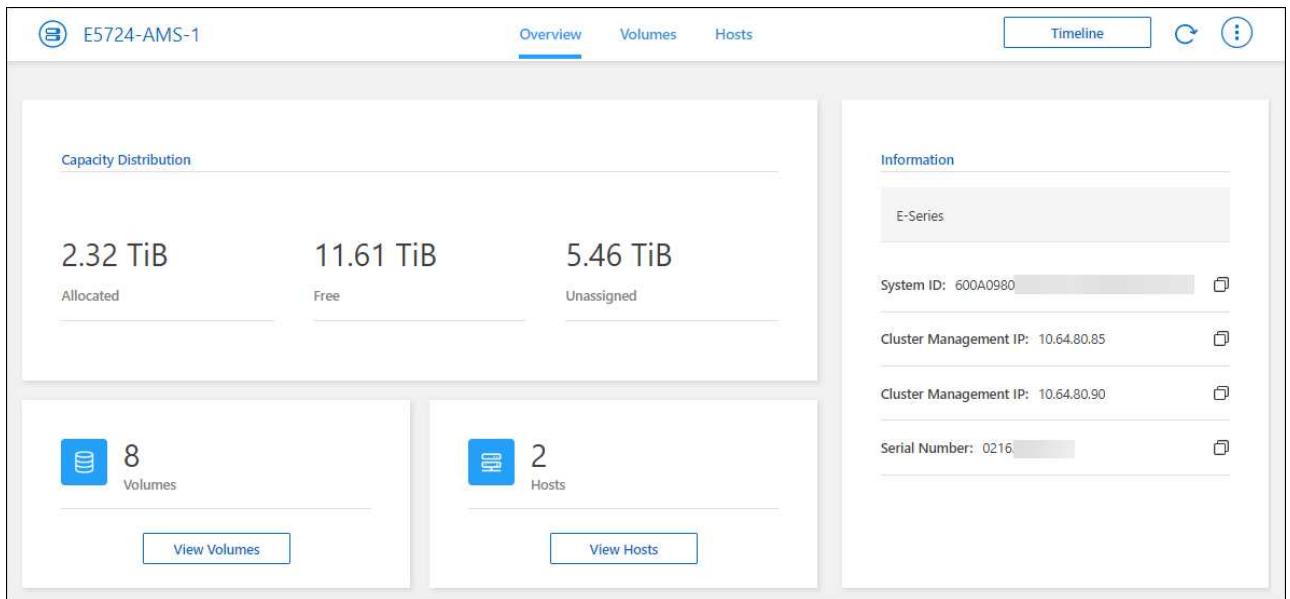 E5724-AMS-1
Overview
Volumes
Hosts
Timeline
Capacity Distribution
2.32 TiB
11.61 TiB
5.46 TiB
Allocated
Free
Unassigned
8
Volumes
View Volumes
2
Hosts
View Hosts
Information
E-Series
System ID: 600A0980
Cluster Management IP: 10.64.80.85
Cluster Management IP: 10.64.80.90
Serial Number: 0216